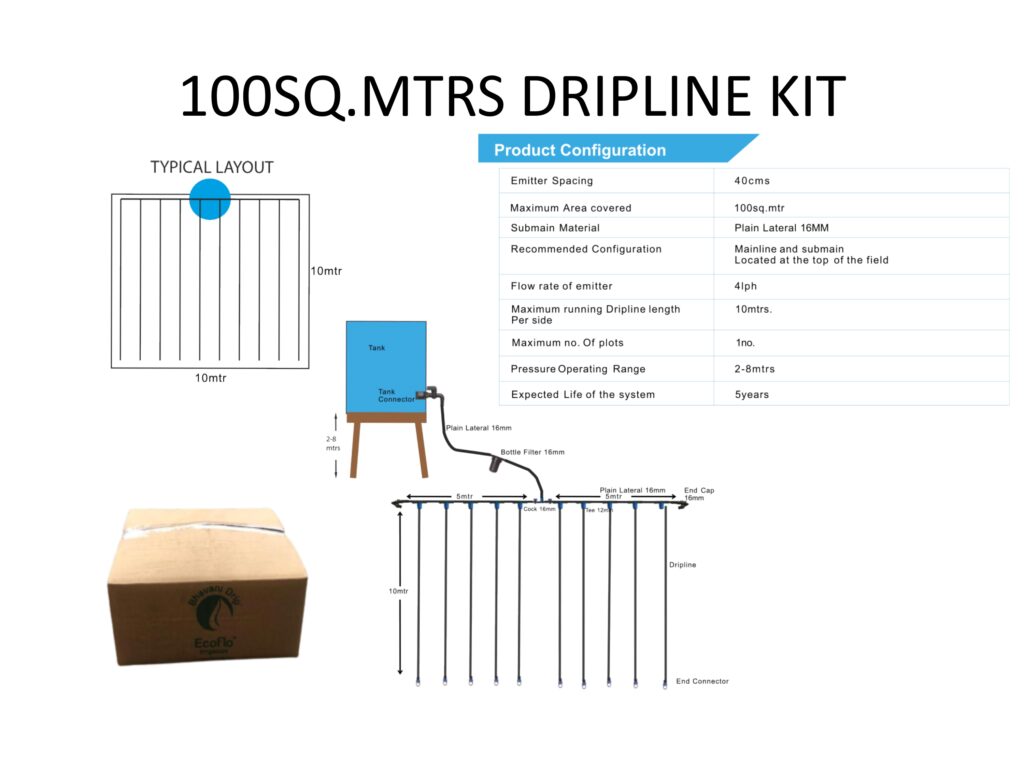 100SQ.MTRS DRIPLINE KIT
Product Configuration
TYPICAL LAYOUT
10mtr
10mtr
Emitter Spacing 40cms
Maximum Area covered 100sq.mtr
Submain Material Plain Lateral 16MM
Recommended Configuration Mainline and submain
Located at the top of the field
Flow rate of emitter 4lph
Maximum running Dripline length 10mtrs.
Per side
Maximum no. Of plots 1no.
Pressure Operating Range 2-8mtrs
Expected Life of the system 5years
Tank
Tank
Connector
2-8
mtrs
Plain Lateral 16mm
Bottle Filter 16mm
Plain Lateral 16mm
End Cap
16mm
5mtr
5mtr
Cock 16mm
Tee 12mm
Dripline
10mtr
End Connector
Bhavani Drip
Ecoflo